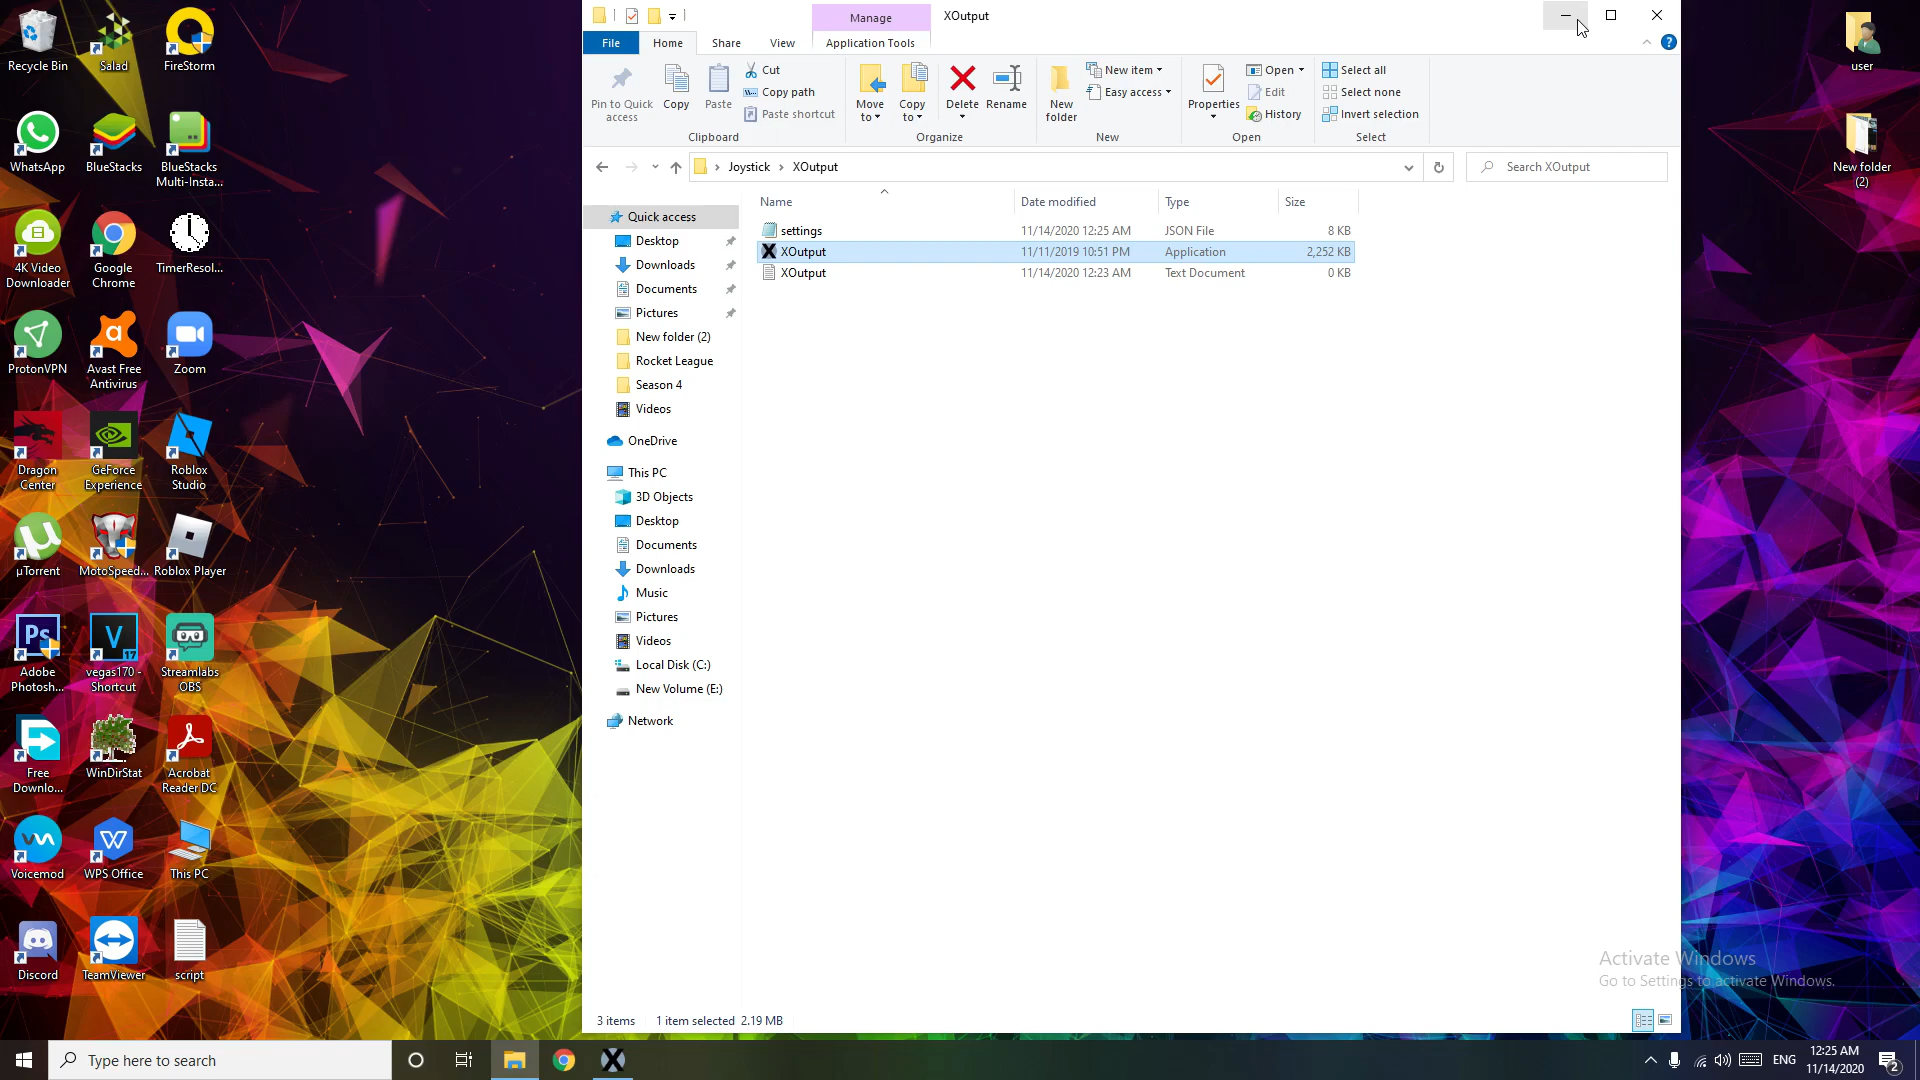 Recycle Bin
Salad
FireStorm
WhatsApp
BlueStacks
BlueStacks
Multi-Insta...
4K Video
Downloader
Google
Chrome
TimerResol...
ProtonVPN
Avast Free
Antivirus
Zoom
Dragon
Center
GeForce
Experience
Roblox
Studio
µTorrent
MotoSpeed...
Roblox Player
Ps
Adobe
Photosh...
V
17
vegas170 -
Shortcut
Streamlabs
OBS
Free
Downlo...
WinDirStat
Acrobat
Reader DC
Voicemod
WPS Office
This PC
Discord
TeamViewer
script
Manage
XOutput
File
Home
Share
View
Application Tools
Pin to Quick
access
Copy
Paste
Cut
Copy path
Paste shortcut
Clipboard
Move
to
Copy
to
Delete
Rename
Organize
New
folder
New item
Easy access
New
Properties
Open
Edit
History
Open
Select all
Select none
Invert selection
Select
Joystick
XOutput
Search XOutput
Name
Date modified
Type
Size
settings
11/14/2020 12:25 AM
JSON File
8 KB
XOutput
11/11/2019 10:51 PM
Application
2,252 KB
XOutput
11/14/2020 12:23 AM
Text Document
0 KB
Quick access
Desktop
Downloads
Documents
Pictures
New folder (2)
Rocket League
Season 4
Videos
OneDrive
This PC
3D Objects
Desktop
Documents
Downloads
Music
Pictures
Videos
Local Disk (C:)
New Volume (E:)
Network
3 items
1 item selected 2.19 MB
user
New folder
(2)
Activate Windows
Go to Settings to activate Windows.
Type here to search
ENG
12:25 AM
11/14/2020
2